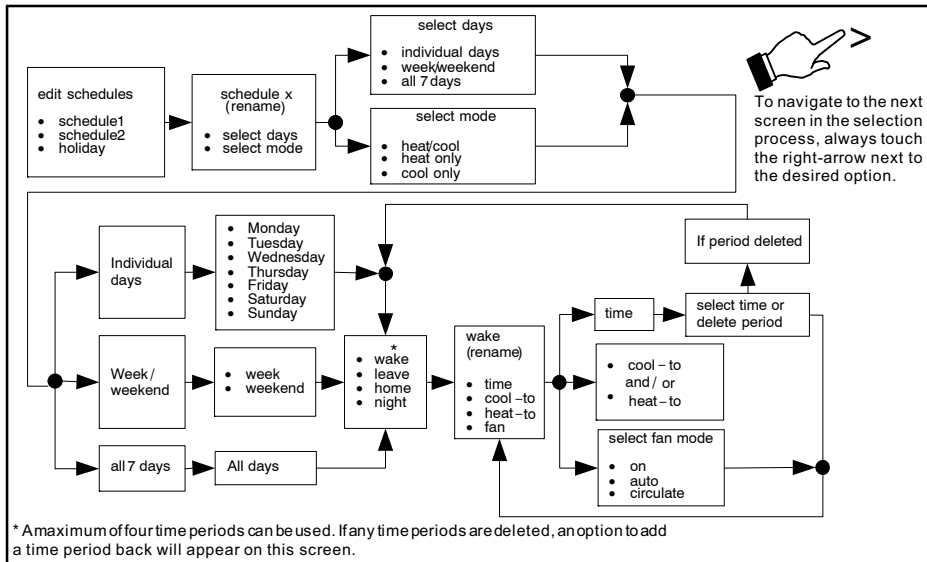 select days
• individual days
• week/weekend
• all 7 days
edit schedules
• schedule1
• schedule2
• holiday
schedule x
(rename)
• select days
• select mode
select mode
• heat/cool
• heat only
• cool only
>
To navigate to the next
screen in the selection
process, always touch
the right-arrow next to
the desired option.
Individual
days
• Monday
• Tuesday
• Wednesday
• Thursday
• Friday
• Saturday
• Sunday
If period deleted
time
select time or
delete period
Week/
weekend
• week
• weekend
*
• wake
• leave
• home
• night
wake
(rename)
• time
• cool-to
• heat-to
• fan
• cool-to
and/ or
• heat-to
select fan mode
• on
• auto
• circulate
all 7 days
All days
* A maximum of four time periods can be used. If any time periods are deleted, an option to add
a time period back will appear on this screen.